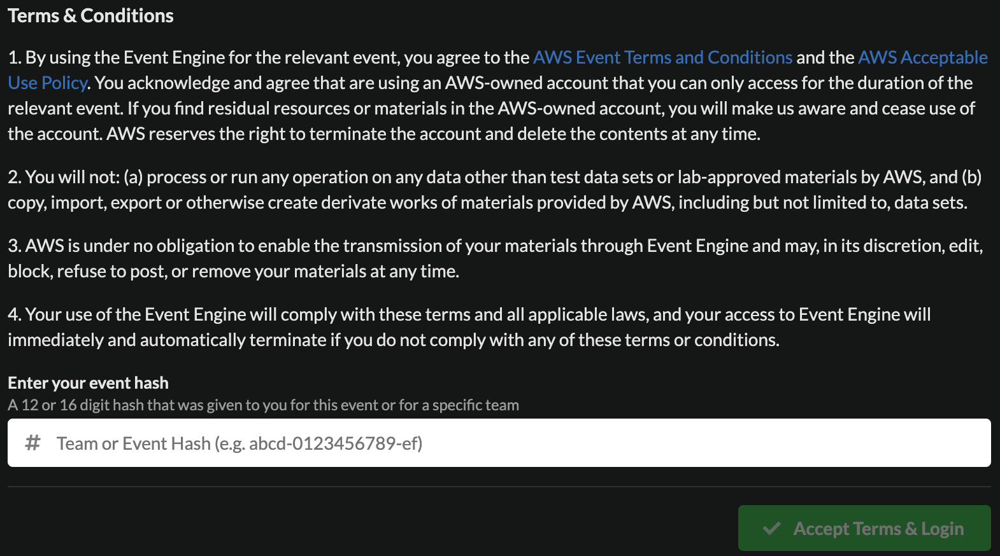 Terms & Conditions
1. By using the Event Engine for the relevant event, you agree to the AWS Event Terms and Conditions and the AWS Acceptable
Use Policy. You acknowledge and agree that are using an AWS-owned account that you can only access for the duration of the
relevant event. If you find residual resources or materials in the AWS-owned account, you will make us aware and cease use of
the account. AWS reserves the right to terminate the account and delete the contents at any time.
2. You will not: (a) process or run any operation on any data other than test data sets or lab-approved materials by AWS, and (b)
copy, import, export or otherwise create derivate works of materials provided by AWS, including but not limited to, data sets.
3. AWS is under no obligation to enable the transmission of your materials through Event Engine and may, in its discretion, edit,
block, refuse to post, or remove your materials at any time.
4. Your use of the Event Engine will comply with these terms and all applicable laws, and your access to Event Engine will
immediately and automatically terminate if you do not comply with any of these terms or conditions.
Enter your event hash
A 12 or 16 digit hash that was given to you for this event or for a specific team
# Team or Event Hash (e.g. abcd-0123456789-ef)
Accept Terms & Login